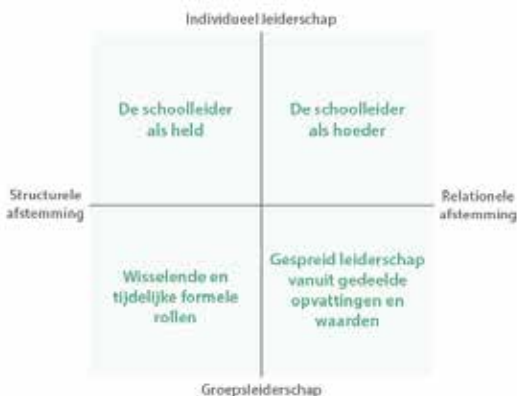 Individueel leiderschap
De schoolleider
als held
De schoolleider
als hoeder
Structurele
afstemming
Relationele
afstemming
Wisselende en
tijdelijke formele
rollen
Gespreid leiderschap
vanuit gedeelde
opvattingen en
waarden
Groepsleiderschap